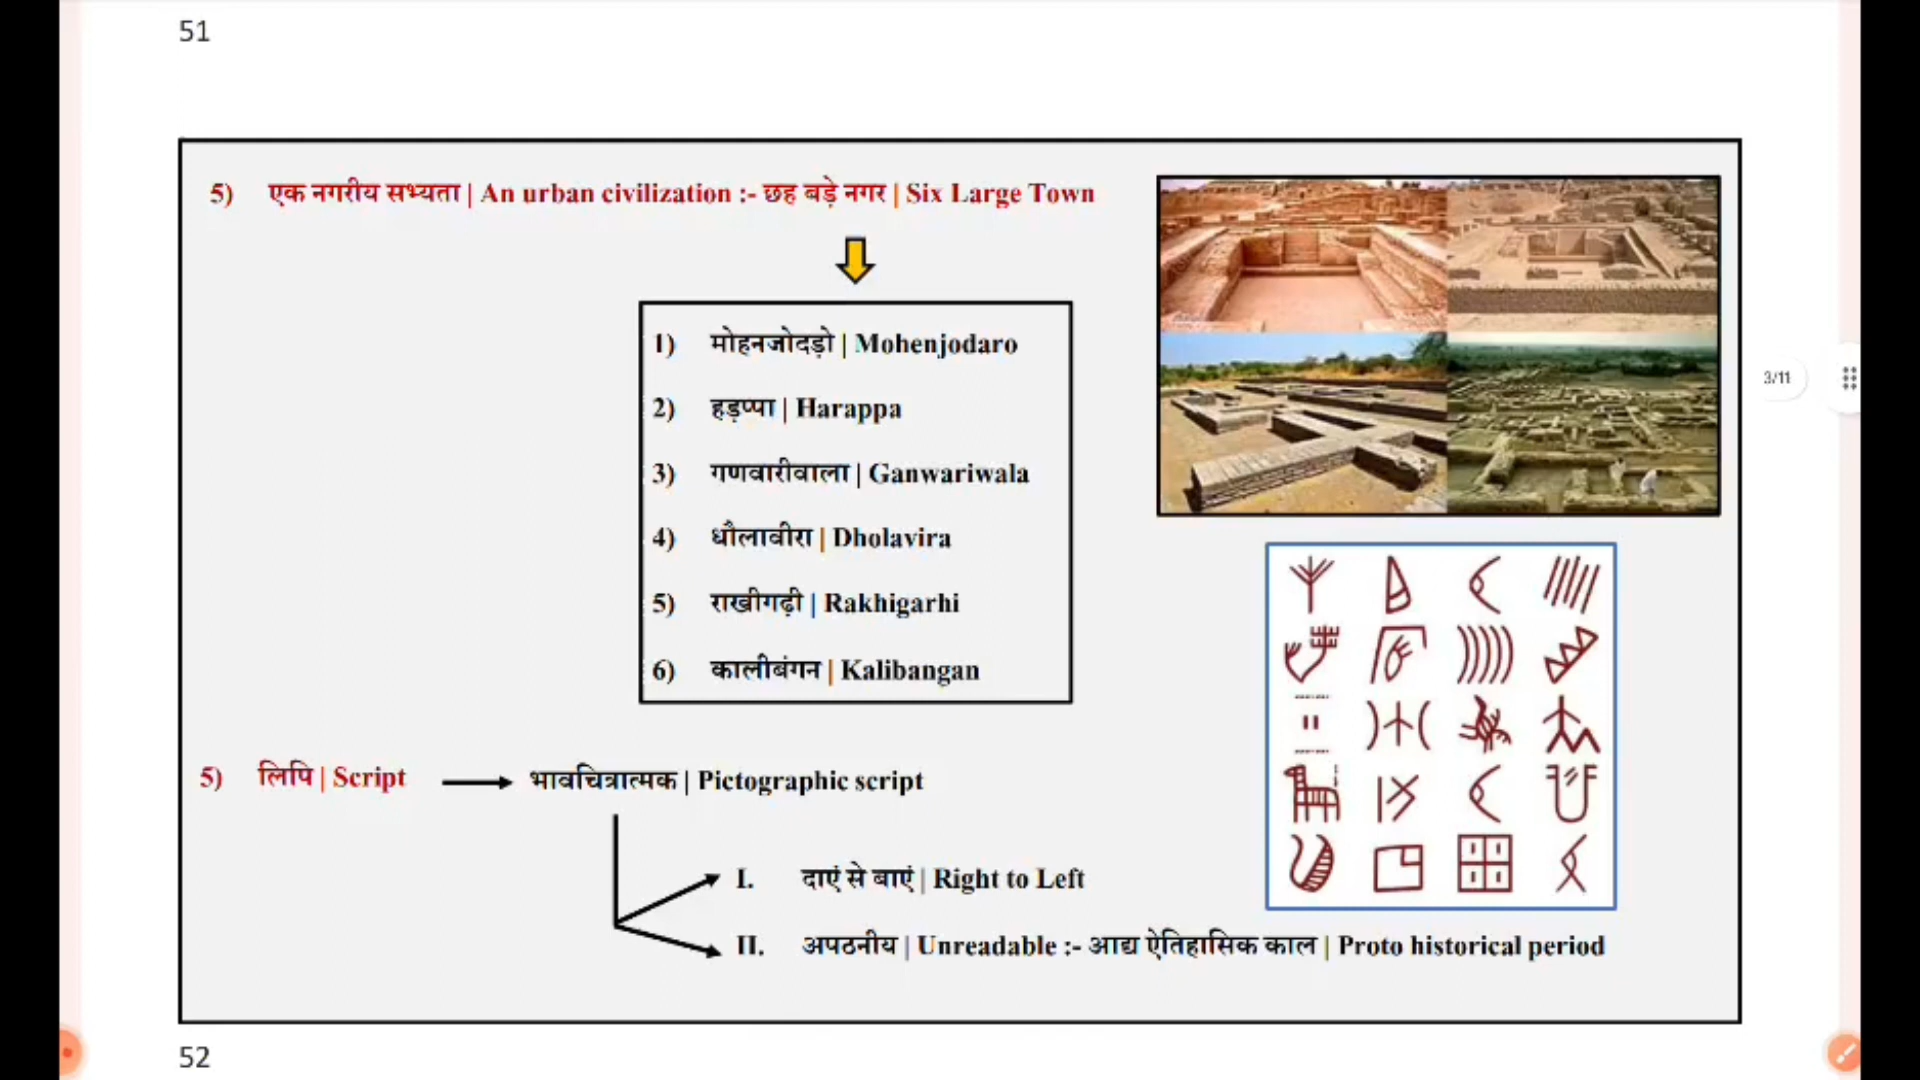 51
5) एक नगरीय सभ्यता | An urban civilization :- छह बड़े नगर | Six Large Town
1) मोहनजोदड़ो | Mohenjodaro
2) हड़प्पा | Harappa
3) गणवारीवाला | Ganwariwala
4) धौलावीरा | Dholavira
5) राखीगढ़ी | Rakhigarhi
6) कालीबंगन | Kalibangan
3/11
5) लिपि | Script
भावचित्रात्मक | Pictographic script
I. दाएं से बाएं | Right to Left
II. अपठनीय | Unreadable :- आद्य ऐतिहासिक काल | Proto historical period
52